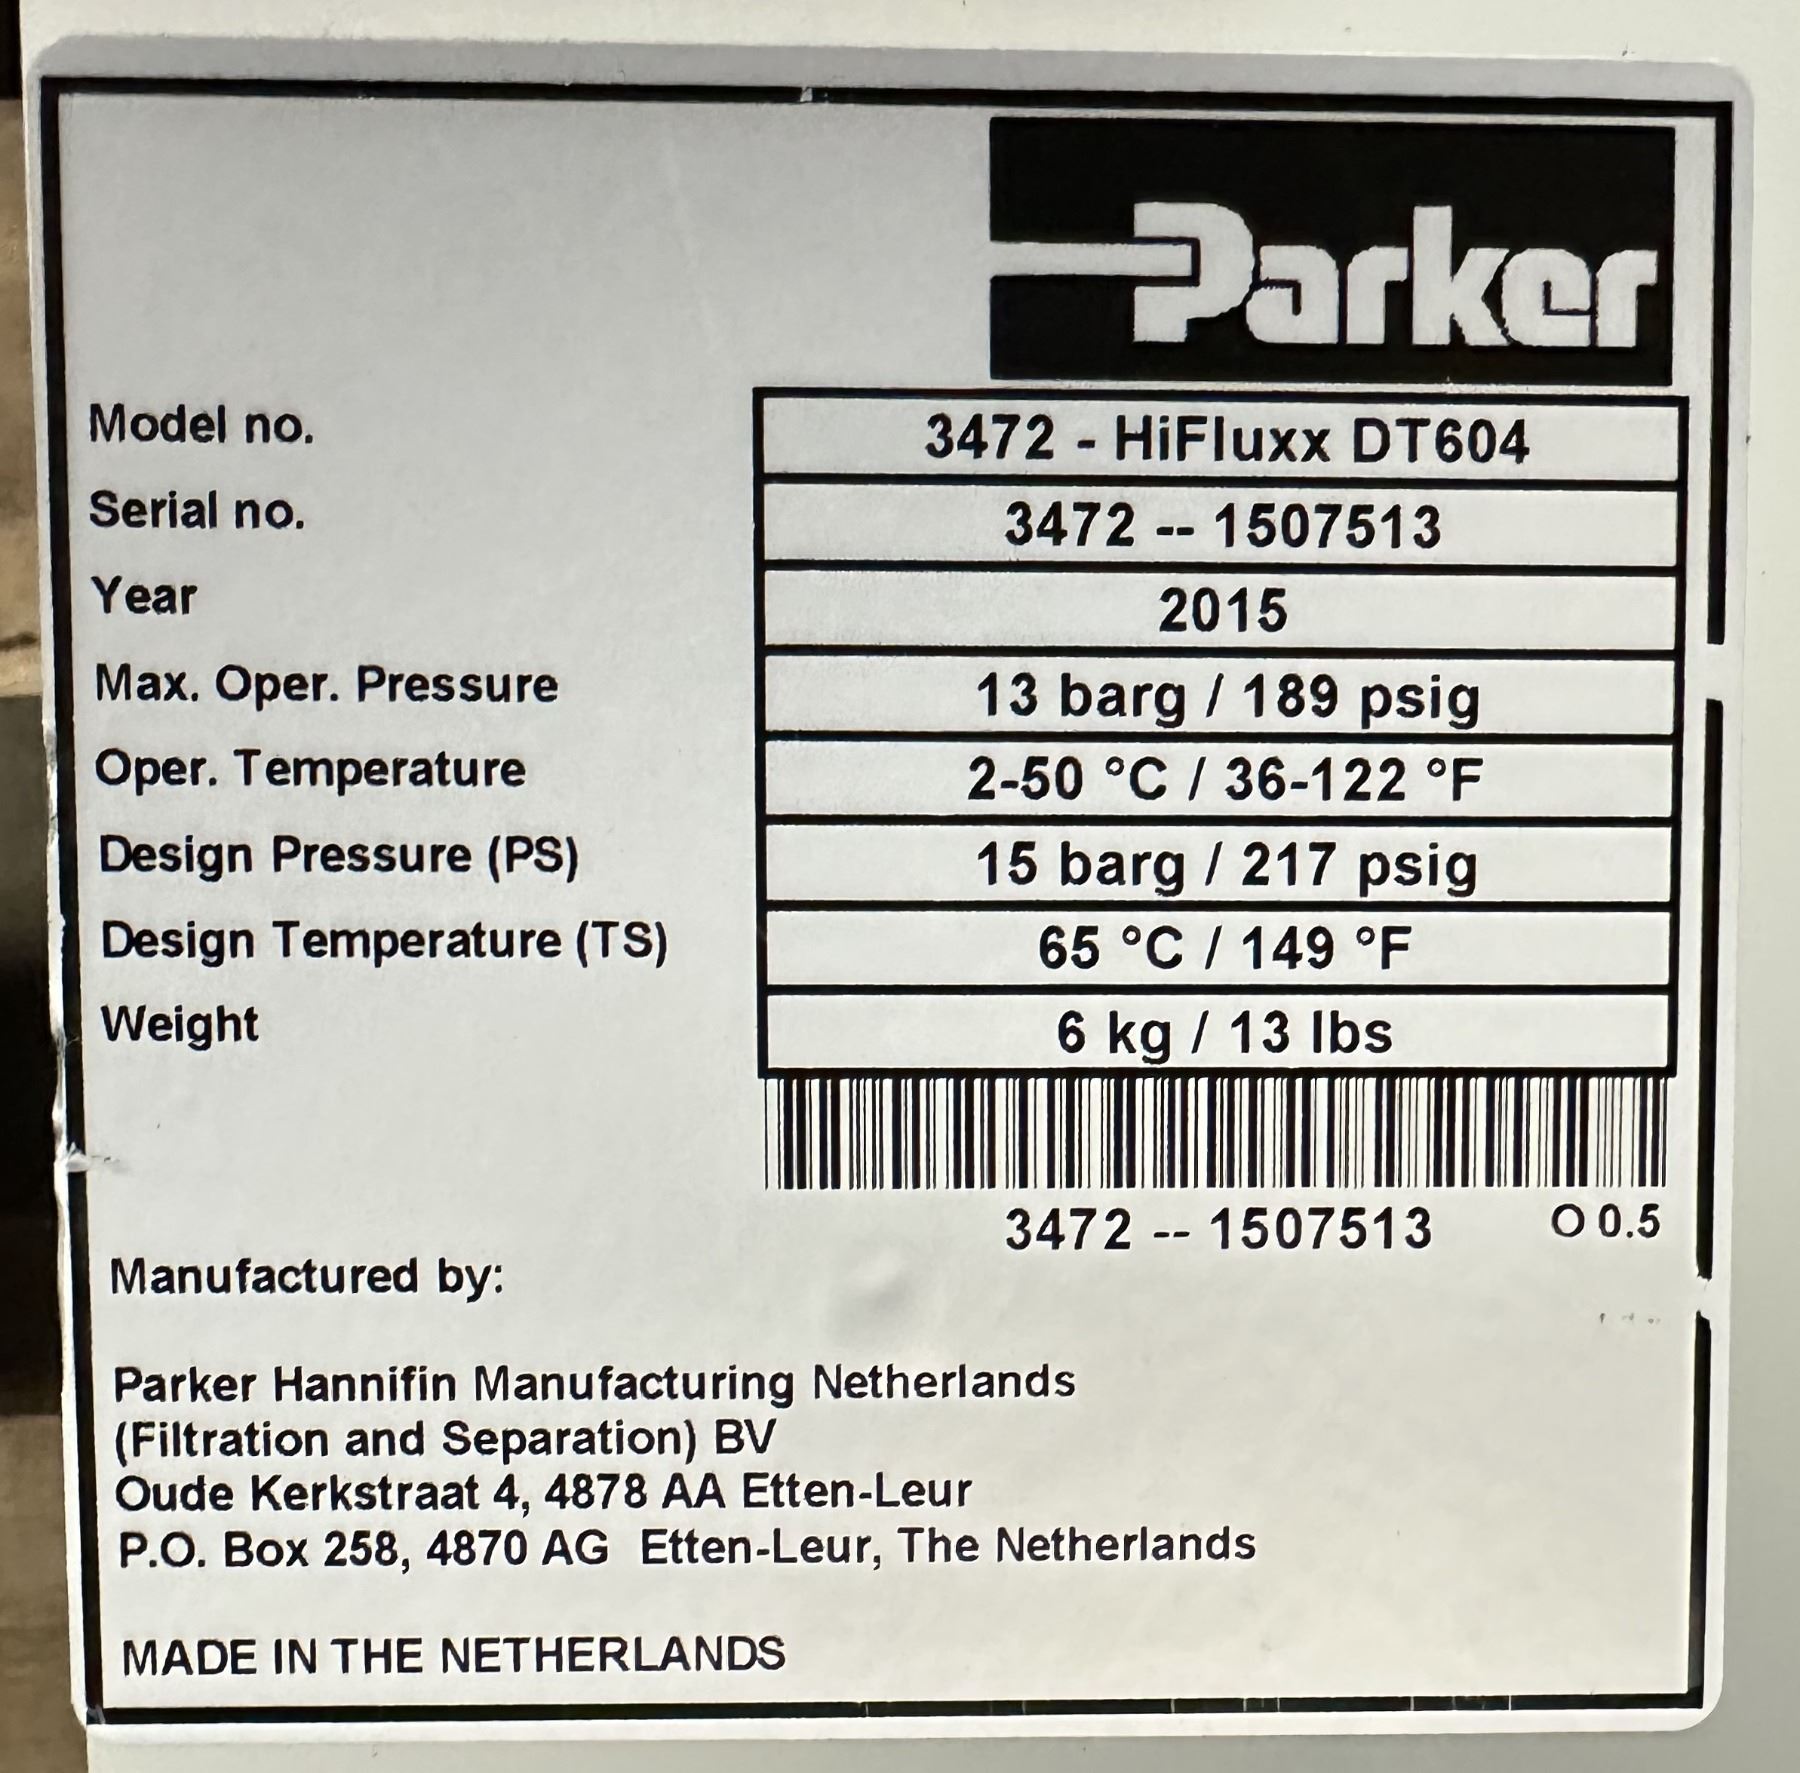 Parker
Model no. 3472 - HiFluxx DT604
Serial no. 3472 -- 1507513
Year 2015
Max. Oper. Pressure 13 barg / 189 psig
Oper. Temperature 2-50 °C / 36-122 °F
Design Pressure (PS) 15 barg / 217 psig
Design Temperature (TS) 65 °C / 149 °F
Weight 6 kg / 13 lbs
3472 -- 1507513 O 0.5
Manufactured by:
Parker Hannifin Manufacturing Netherlands
(Filtration and Separation) BV
Oude Kerkstraat 4, 4878 AA Etten-Leur
P.O. Box 258, 4870 AG Etten-Leur, The Netherlands
MADE IN THE NETHERLANDS